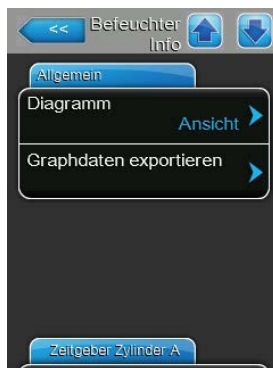 << Befeuchter
Info
Allgemein
Diagramm
Ansicht
Graphdaten exportieren
Zeitgeber Zylinder A